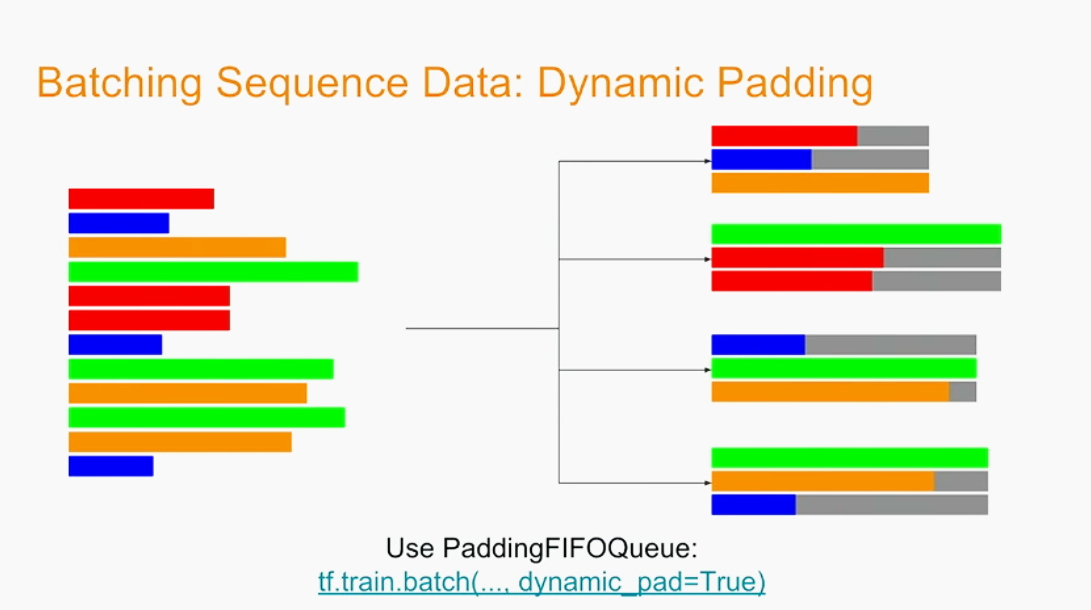 Batching Sequence Data: Dynamic Padding
Use PaddingFIFOQueue:
tf.train.batch(..., dynamic_pad=True)